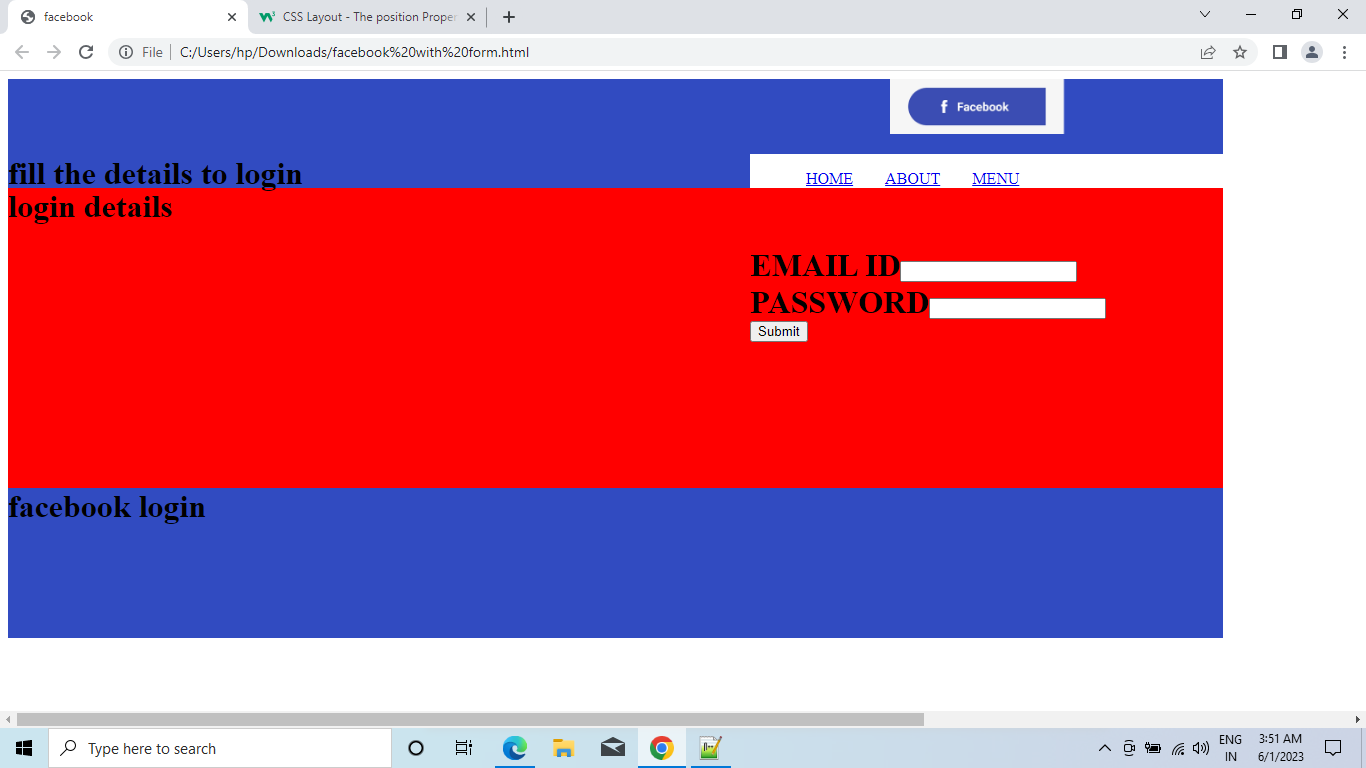 facebook
CSS Layout - The position Proper
File
C:/Users/hp/Downloads/facebook%20with%20form.html
f Facebook
fill the details to login
HOME ABOUT MENU
login details
EMAIL ID
PASSWORD
Submit
facebook login
Type here to search
ENG
IN
3:51 AM
6/1/2023